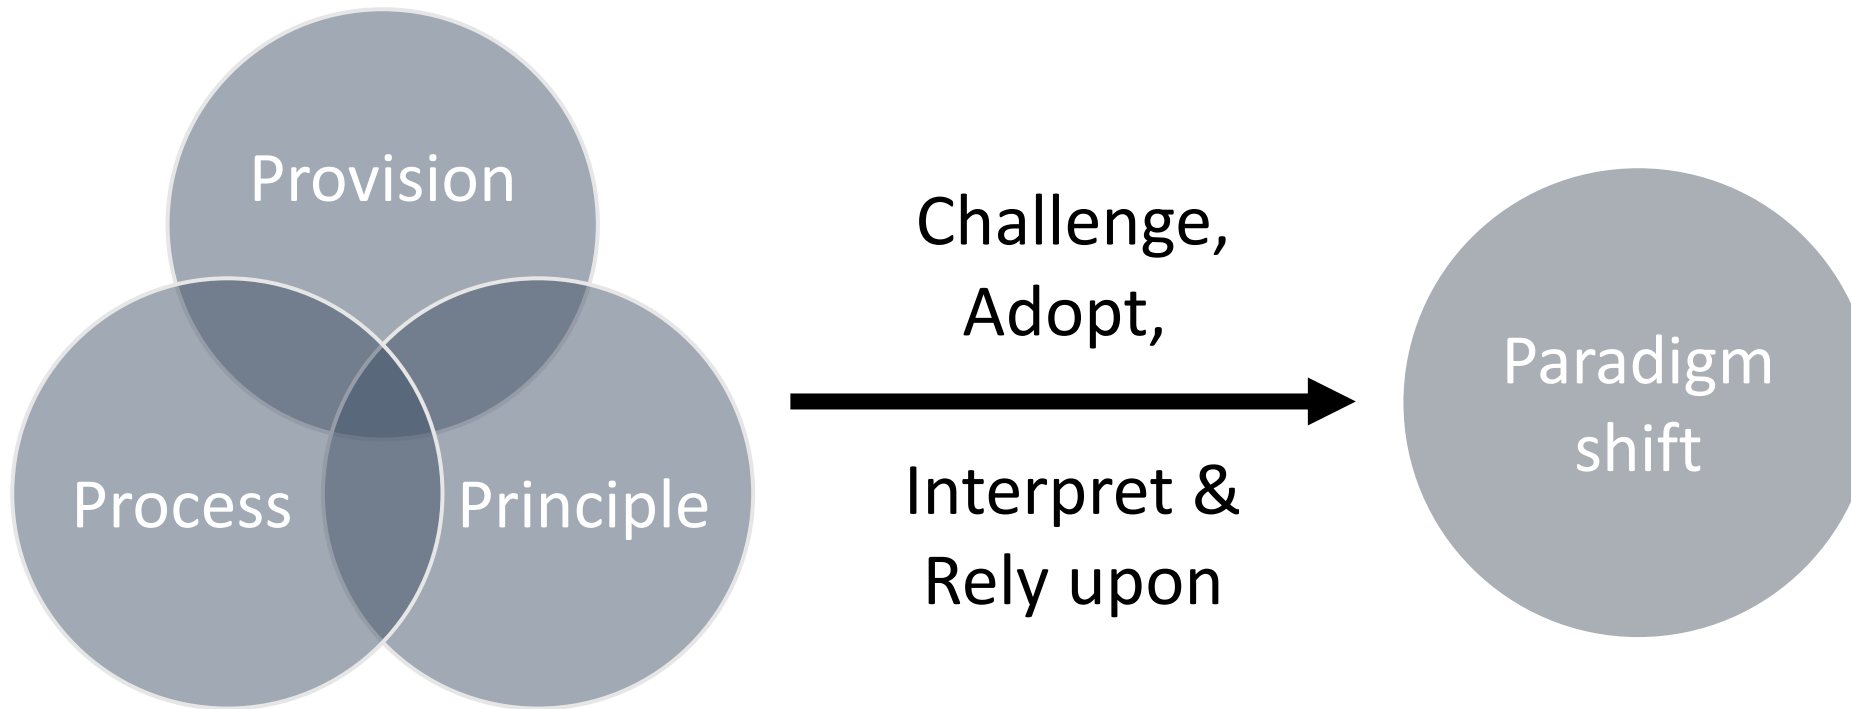 Provision
Process
Principle
Challenge,
Adopt,
Interpret &
Rely upon
Paradigm
shift